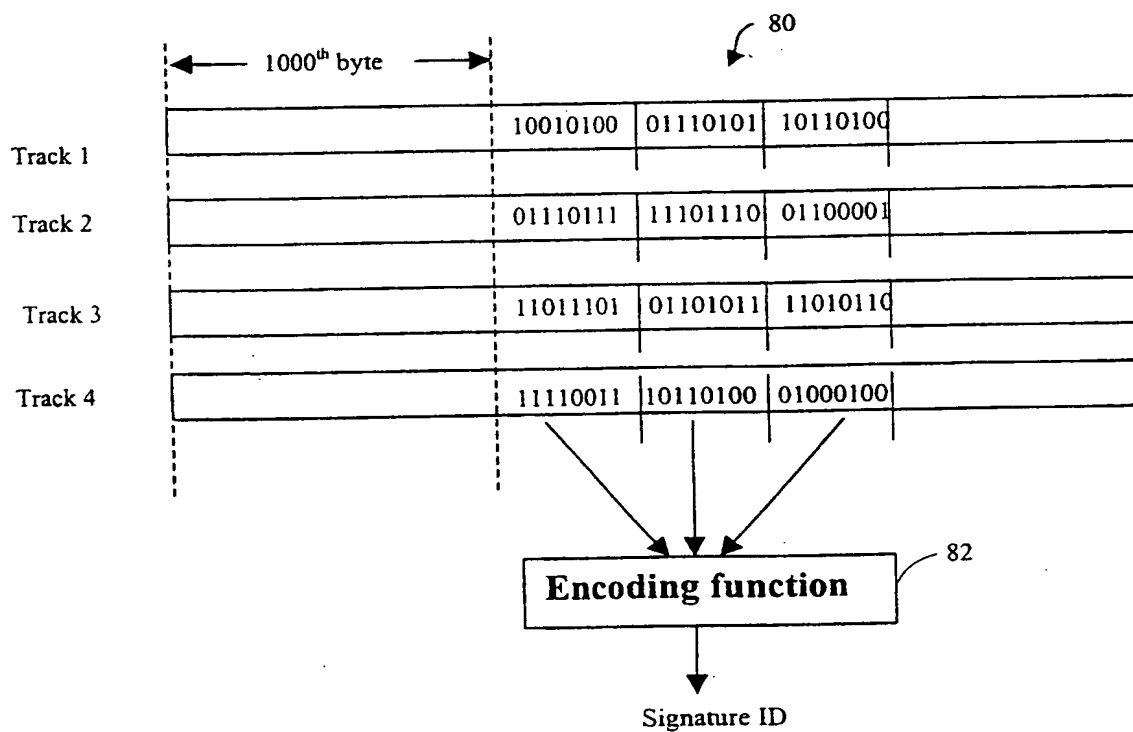 80
1000th byte
Track 1 10010100 01110101 10110100
Track 2 01110111 11101110 01100001
Track 3 11011101 01101011 11010110
Track 4 11110011 10110100 01000100
82
Encoding function
Signature ID